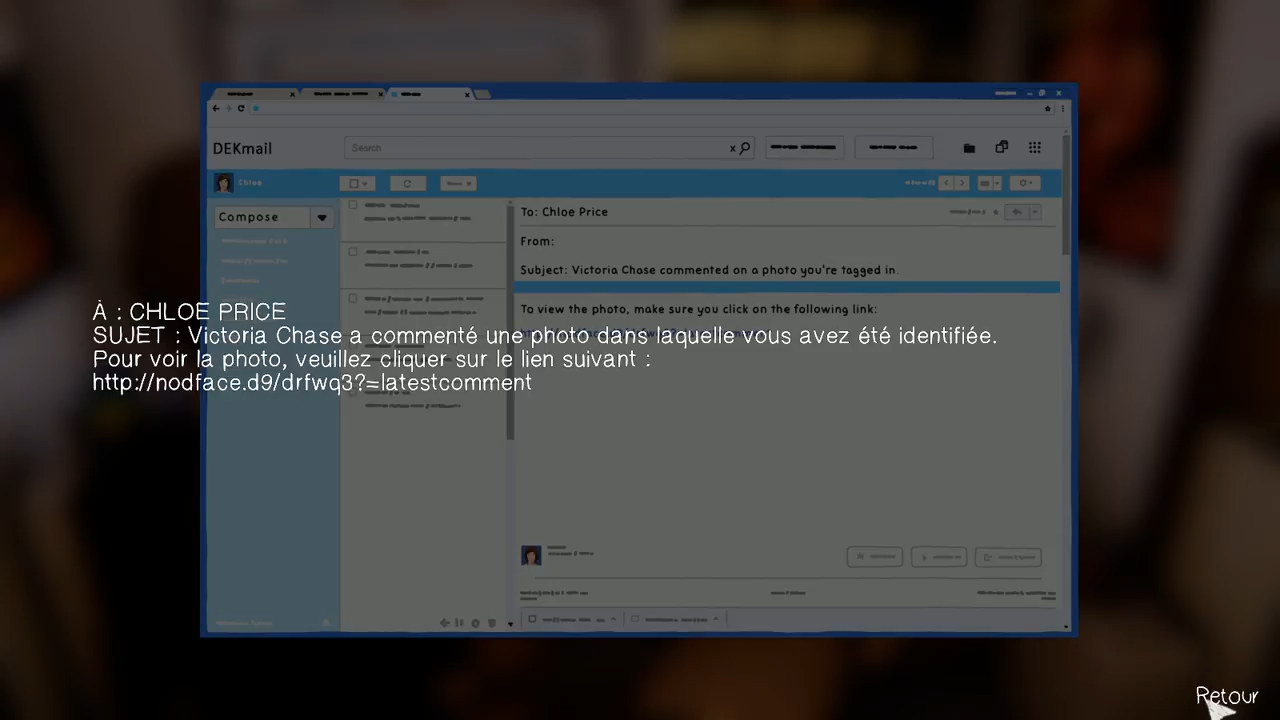 DEKmail
Search
Chloe
Compose
To: Chloe Price
From:
Subject: Victoria Chase commented on a photo you're tagged in.
To view the photo, make sure you click on the following link:
À : CHLOE PRICE
SUJET : Victoria Chase a commenté une photo dans laquelle vous avez été identifiée.
Pour voir la photo, veuillez cliquer sur le lien suivant :
http://nodface.d9/drfwq3?=latestcomment
Retour